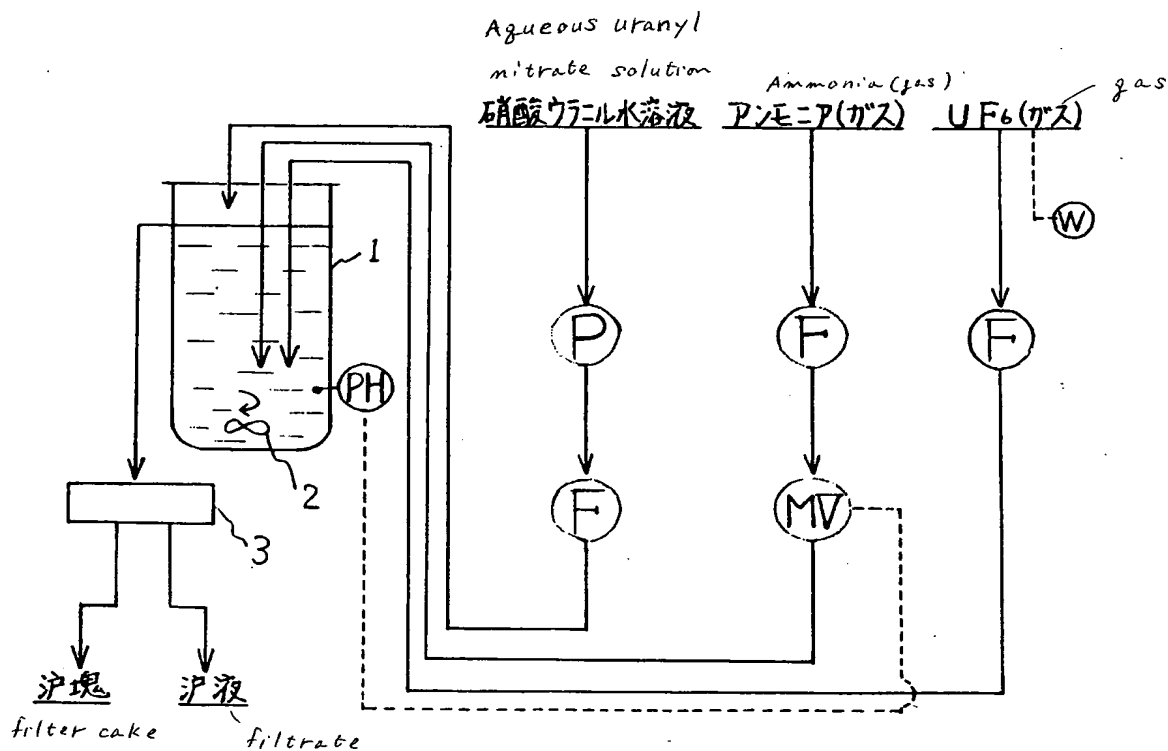 Aqueous uranyl
nitrate solution
Ammonia (gas)
gas
硝酸ウラニル水溶液
アンモニア(ガス)
UF6(ガス)
W
1
P
F
F
PH
2
F
MV
3
沪塊
沪液
filter cake
filtrate